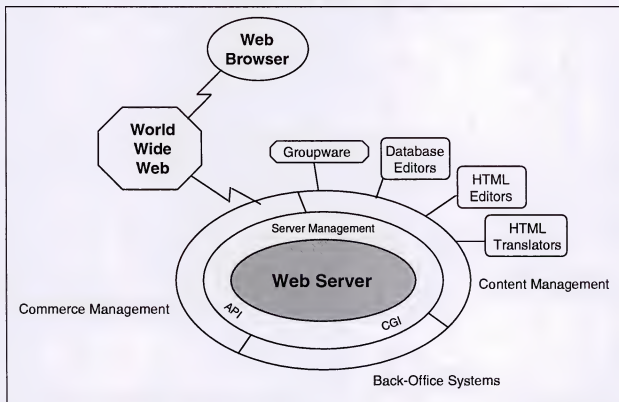 Web
Browser
World
Wide
Web
Groupware
Database
Editors
HTML
Editors
HTML
Translators
Server Management
Web Server
API
CGI
Commerce Management
Content Management
Back-Office Systems